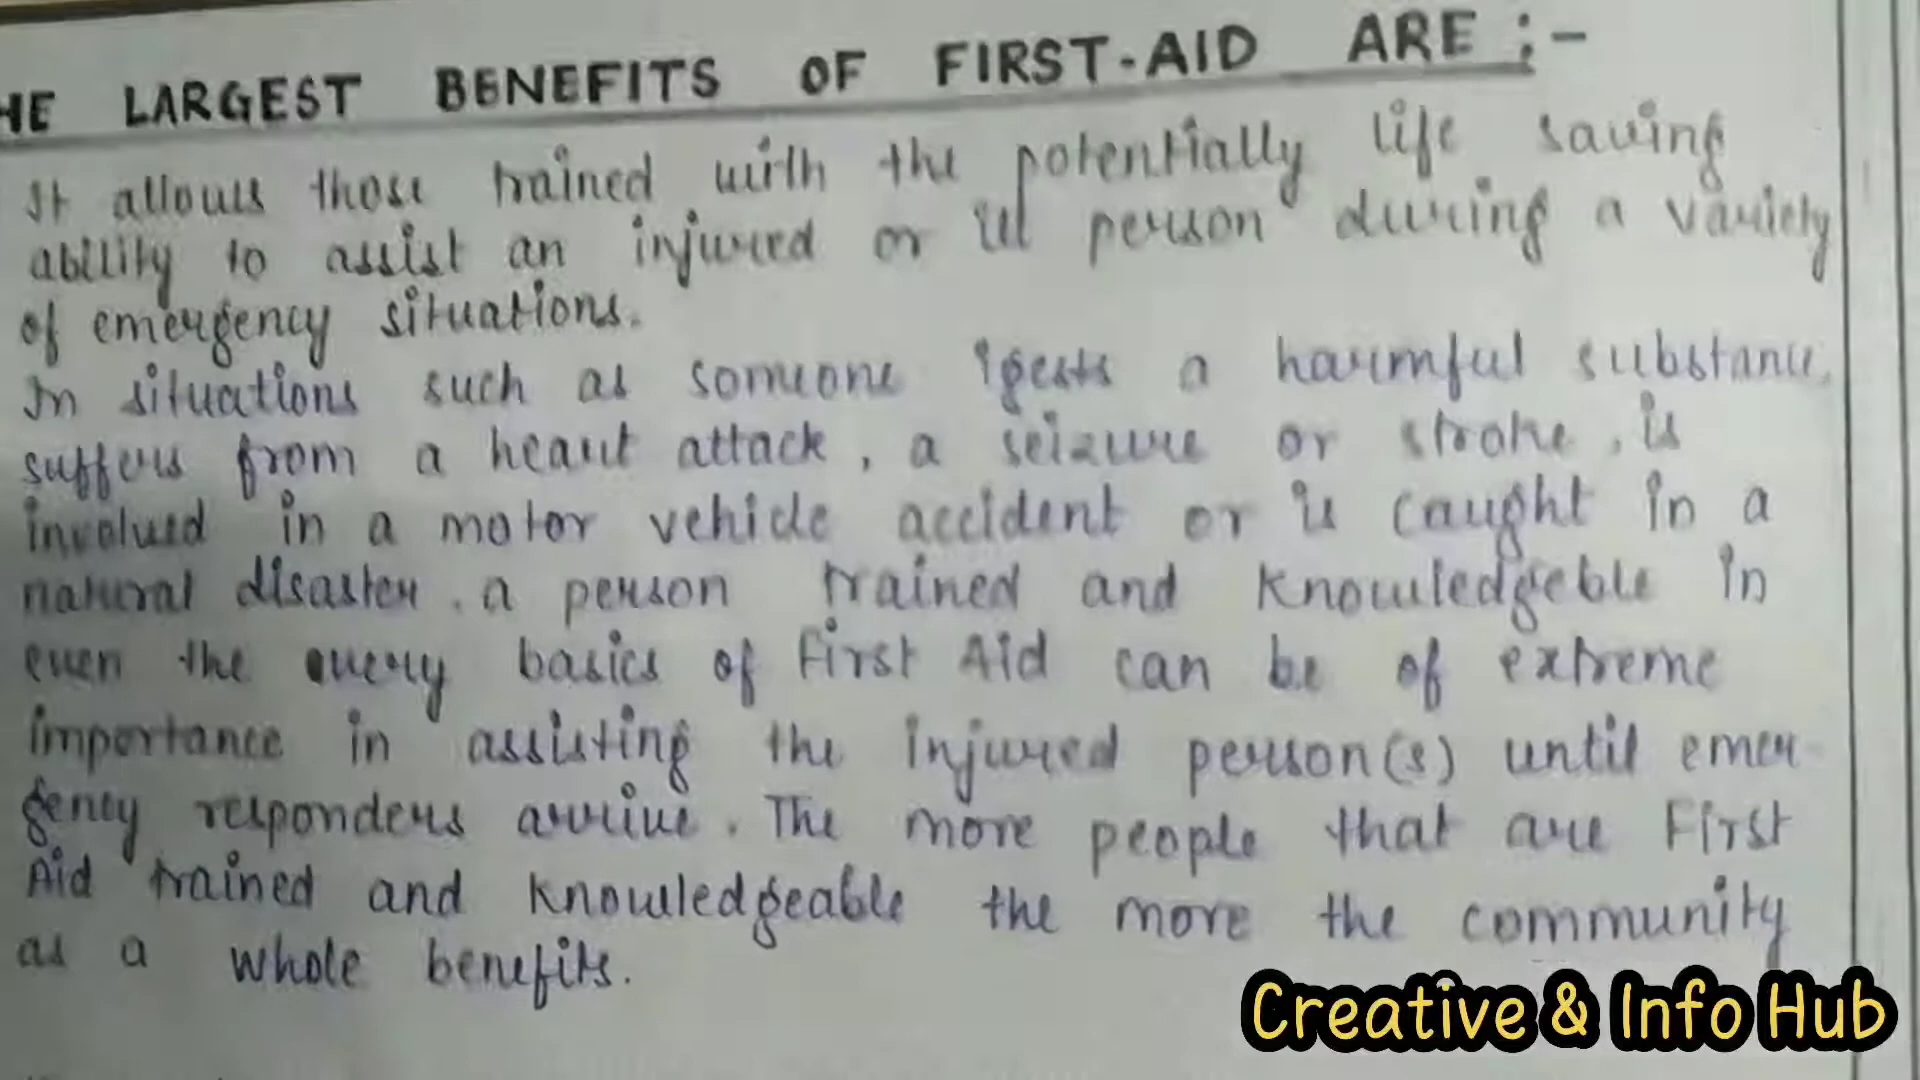 HE LARGEST BENEFITS OF FIRST-AID ARE :-
It allows those trained with the potentially life saving
ability to assist an injured or ill person during a variety
of emergency situations.
In situations such as someone igests a harmful substance,
suffers from a heart attack, a seizure or stroke, is
involved in a motor vehicle accident or is caught in a
natural disaster, a person trained and knowledgeble in
even the very basics of First Aid can be of extreme
importance in assisting the injured person(s) until emer-
gency responders arrive. The more people that are First
Aid trained and knowledgeable the more the community
as a whole benefits.
Creative & Info Hub